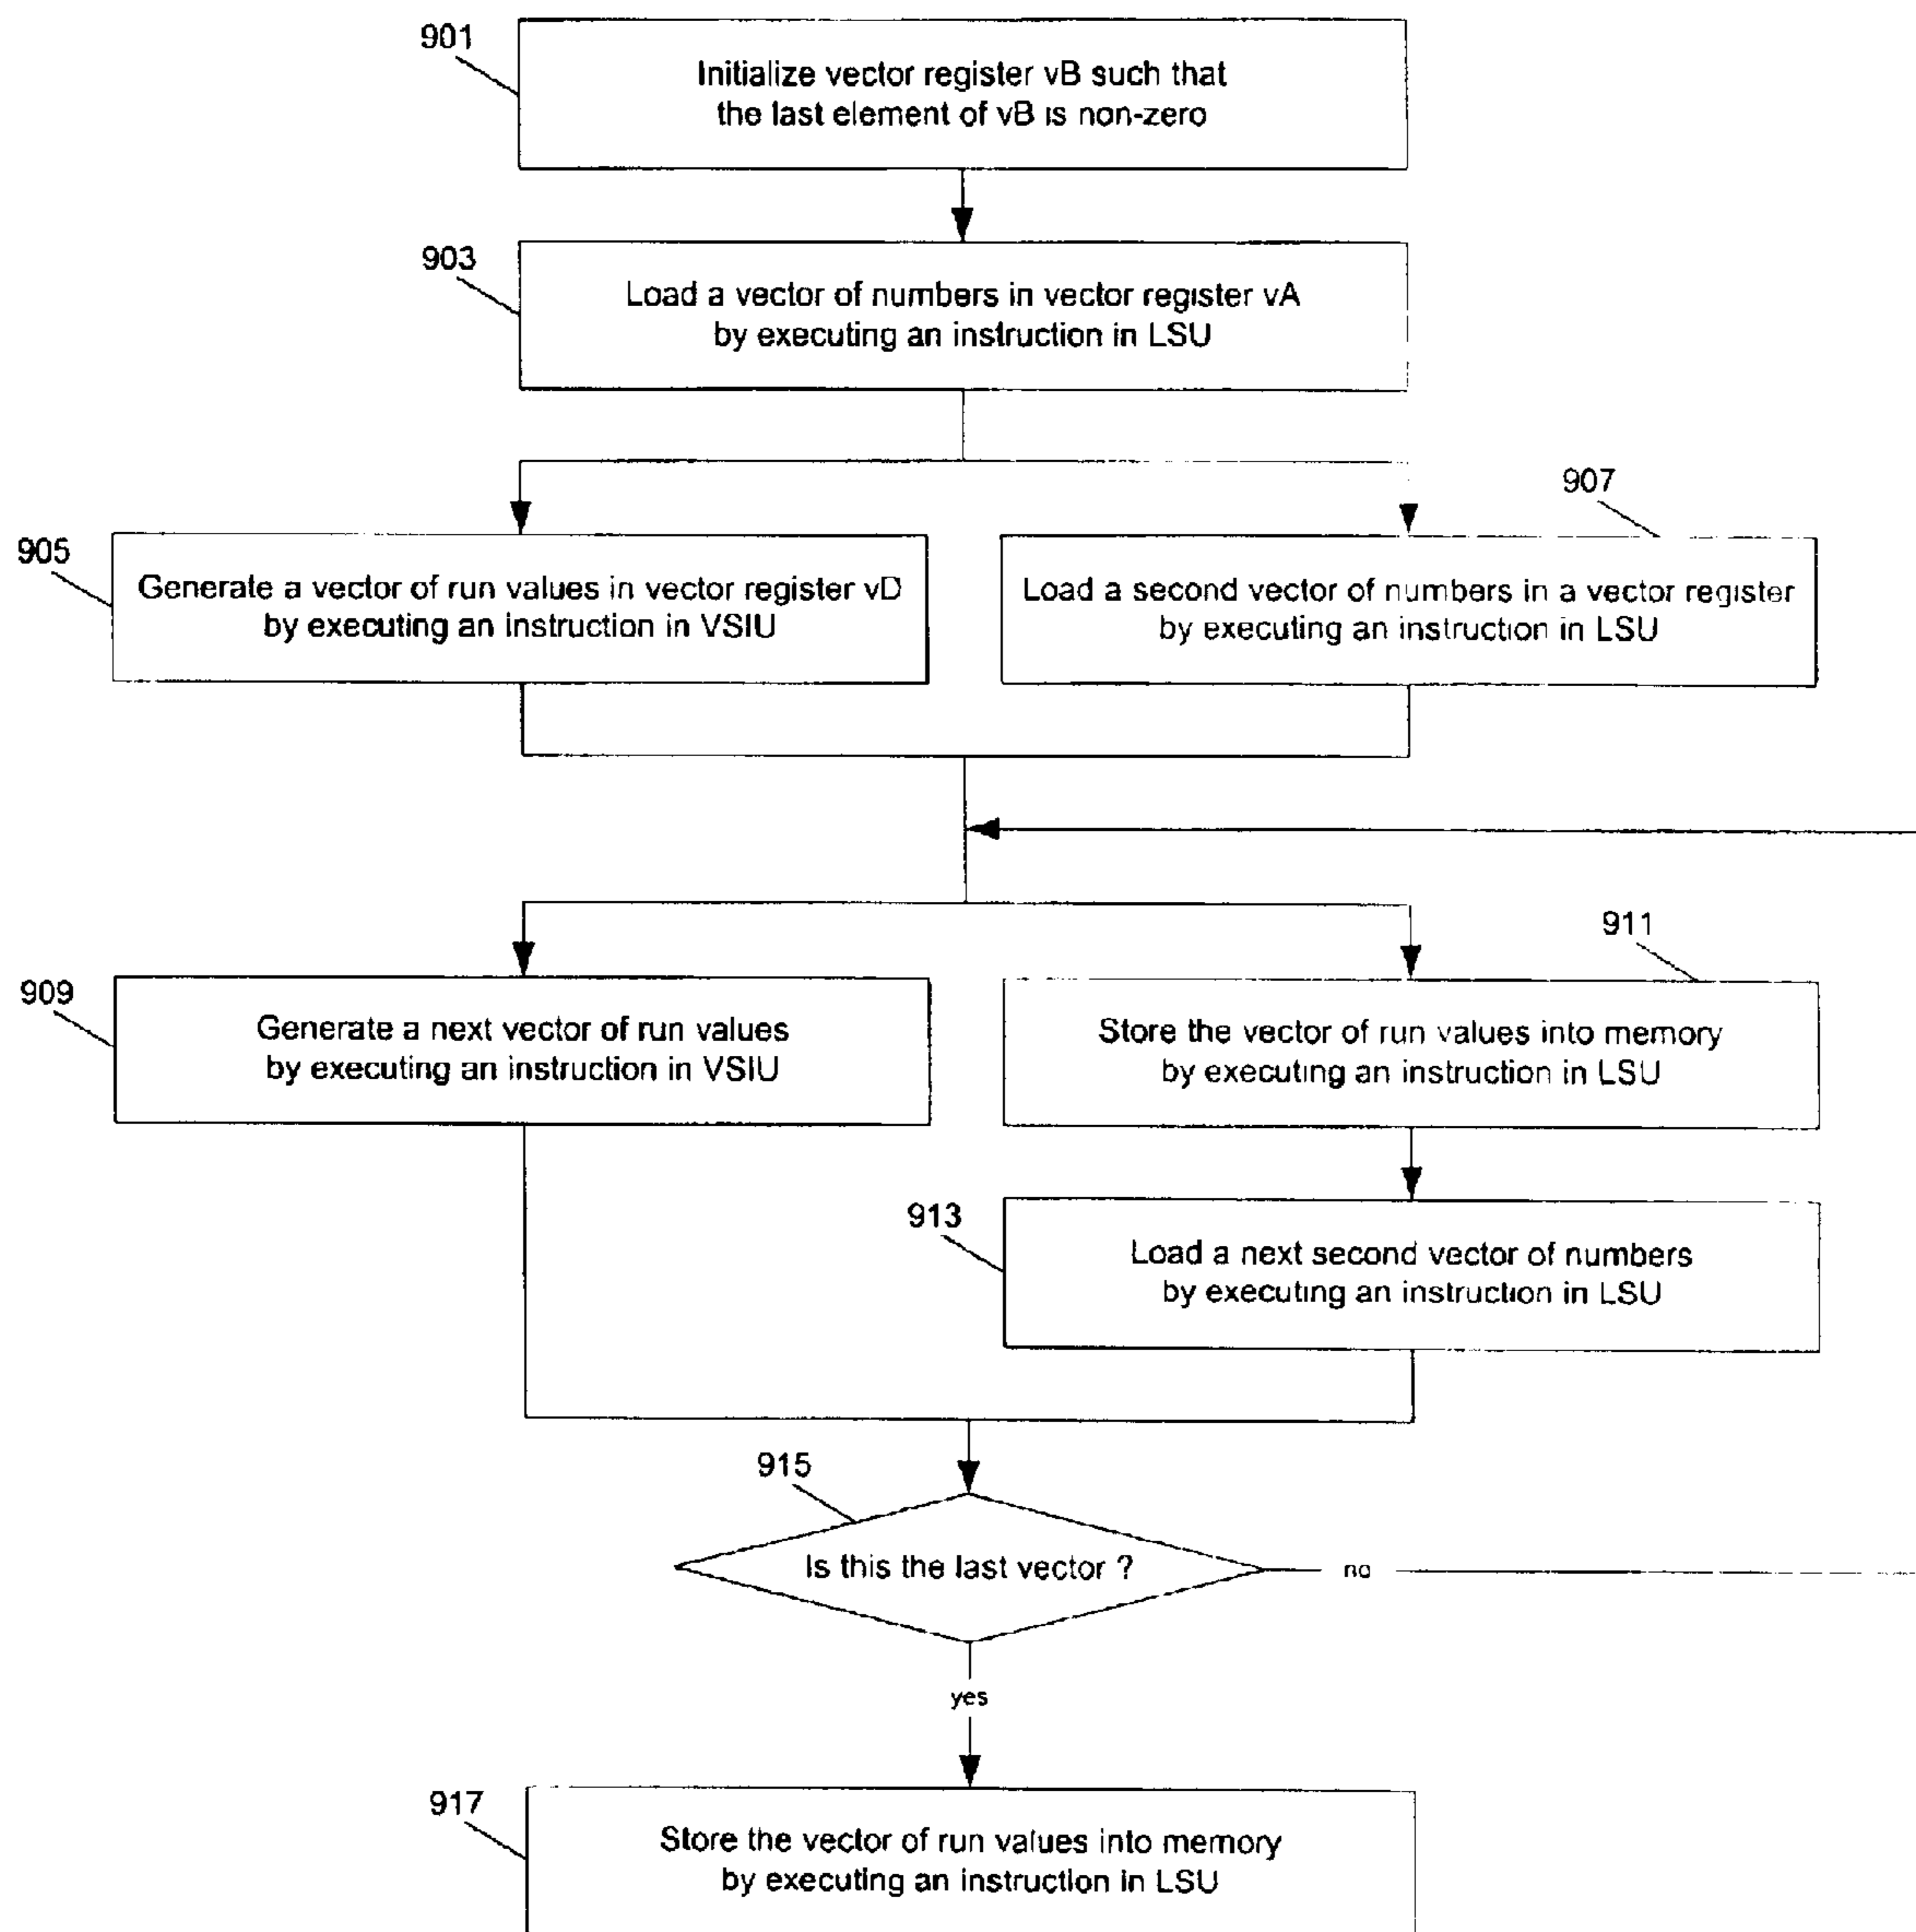 901
Initialize vector register vB such that
the last element of vB is non-zero
903
Load a vector of numbers in vector register vA
by executing an instruction in LSU
907
905
Generate a vector of run values in vector register vD
by executing an instruction in VSIU
Load a second vector of numbers in a vector register
by executing an instruction in LSU
911
909
Generate a next vector of run values
by executing an instruction in VSIU
Store the vector of run values into memory
by executing an instruction in LSU
913
Load a next second vector of numbers
by executing an instruction in LSU
915
Is this the last vector ?
no
yes
917
Store the vector of run values into memory
by executing an instruction in LSU